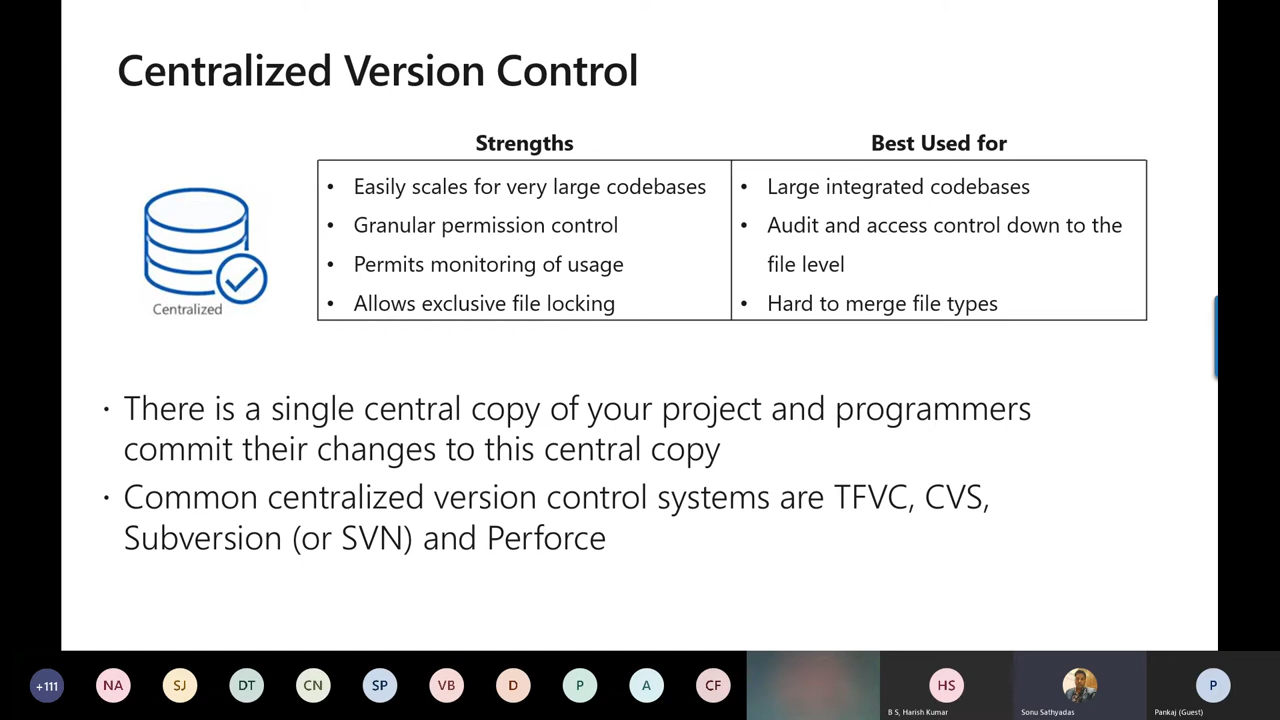 Centralized Version Control
Strengths
Best Used for
• Easily scales for very large codebases
• Granular permission control
• Permits monitoring of usage
• Allows exclusive file locking
• Large integrated codebases
• Audit and access control down to the
file level
• Hard to merge file types
Centralized
• There is a single central copy of your project and programmers
commit their changes to this central copy
• Common centralized version control systems are TFVC, CVS,
Subversion (or SVN) and Perforce
+111
NA
SJ
DT
CN
SP
VB
D
P
A
CF
HS
B S, Harish Kumar
Sonu Sathyadas
P
Pankaj (Guest)